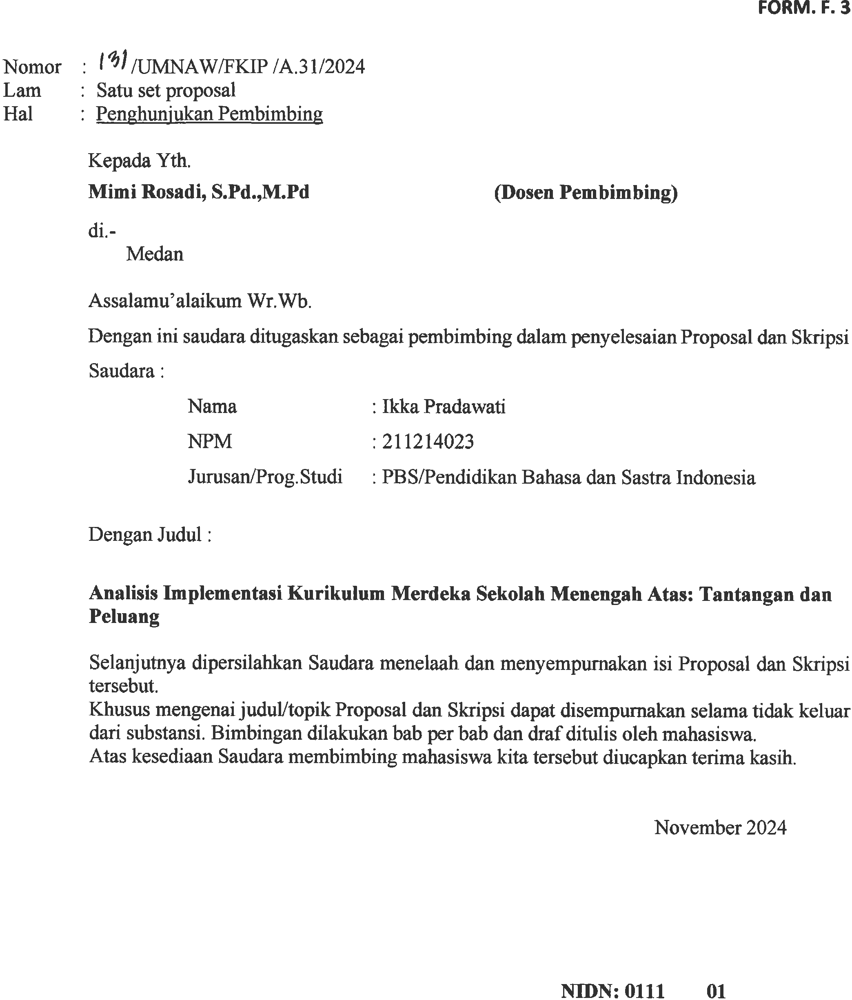 FORM. F. 3
Nomor : 131/UMNAW/FKIP /A.31/2024
Lam : Satu set proposal
Hal : Penghunjukan Pembimbing
Kepada Yth.
Mimi Rosadi, S.Pd.,M.Pd (Dosen Pembimbing)
di.-
Medan
Assalamu’alaikum Wr.Wb.
Dengan ini saudara ditugaskan sebagai pembimbing dalam penyelesaian Proposal dan Skripsi
Saudara :
Nama : Ikka Pradawati
NPM : 211214023
Jurusan/Prog.Studi : PBS/Pendidikan Bahasa dan Sastra Indonesia
Dengan Judul :
Analisis Implementasi Kurikulum Merdeka Sekolah Menengah Atas: Tantangan dan
Peluang
Selanjutnya dipersilahkan Saudara menelaah dan menyempurnakan isi Proposal dan Skripsi
tersebut.
Khusus mengenai judul/topik Proposal dan Skripsi dapat disempurnakan selama tidak keluar
dari substansi. Bimbingan dilakukan bab per bab dan draf ditulis oleh mahasiswa.
Atas kesediaan Saudara membimbing mahasiswa kita tersebut diucapkan terima kasih.
November 2024
NIDN: 0111 01